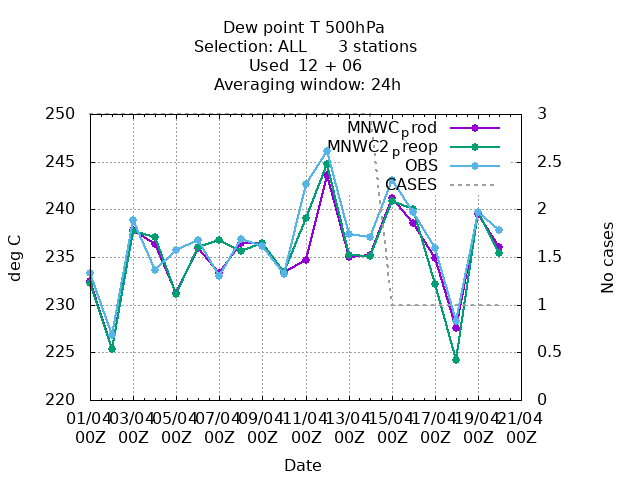 Dew point T 500hPa
Selection: ALL      3 stations
Used  12 + 06
Averaging window: 24h
250 3
MNWCprod
MNWC2preop
245 2.5
OBS
CASES
240 2
235 1.5
230 1
225 0.5
220 0
deg C
No cases
01/04 03/04 05/04 07/04 09/04 11/04 13/04 15/04 17/04 19/04 21/04
00Z 00Z 00Z 00Z 00Z 00Z 00Z 00Z 00Z 00Z 00Z
Date